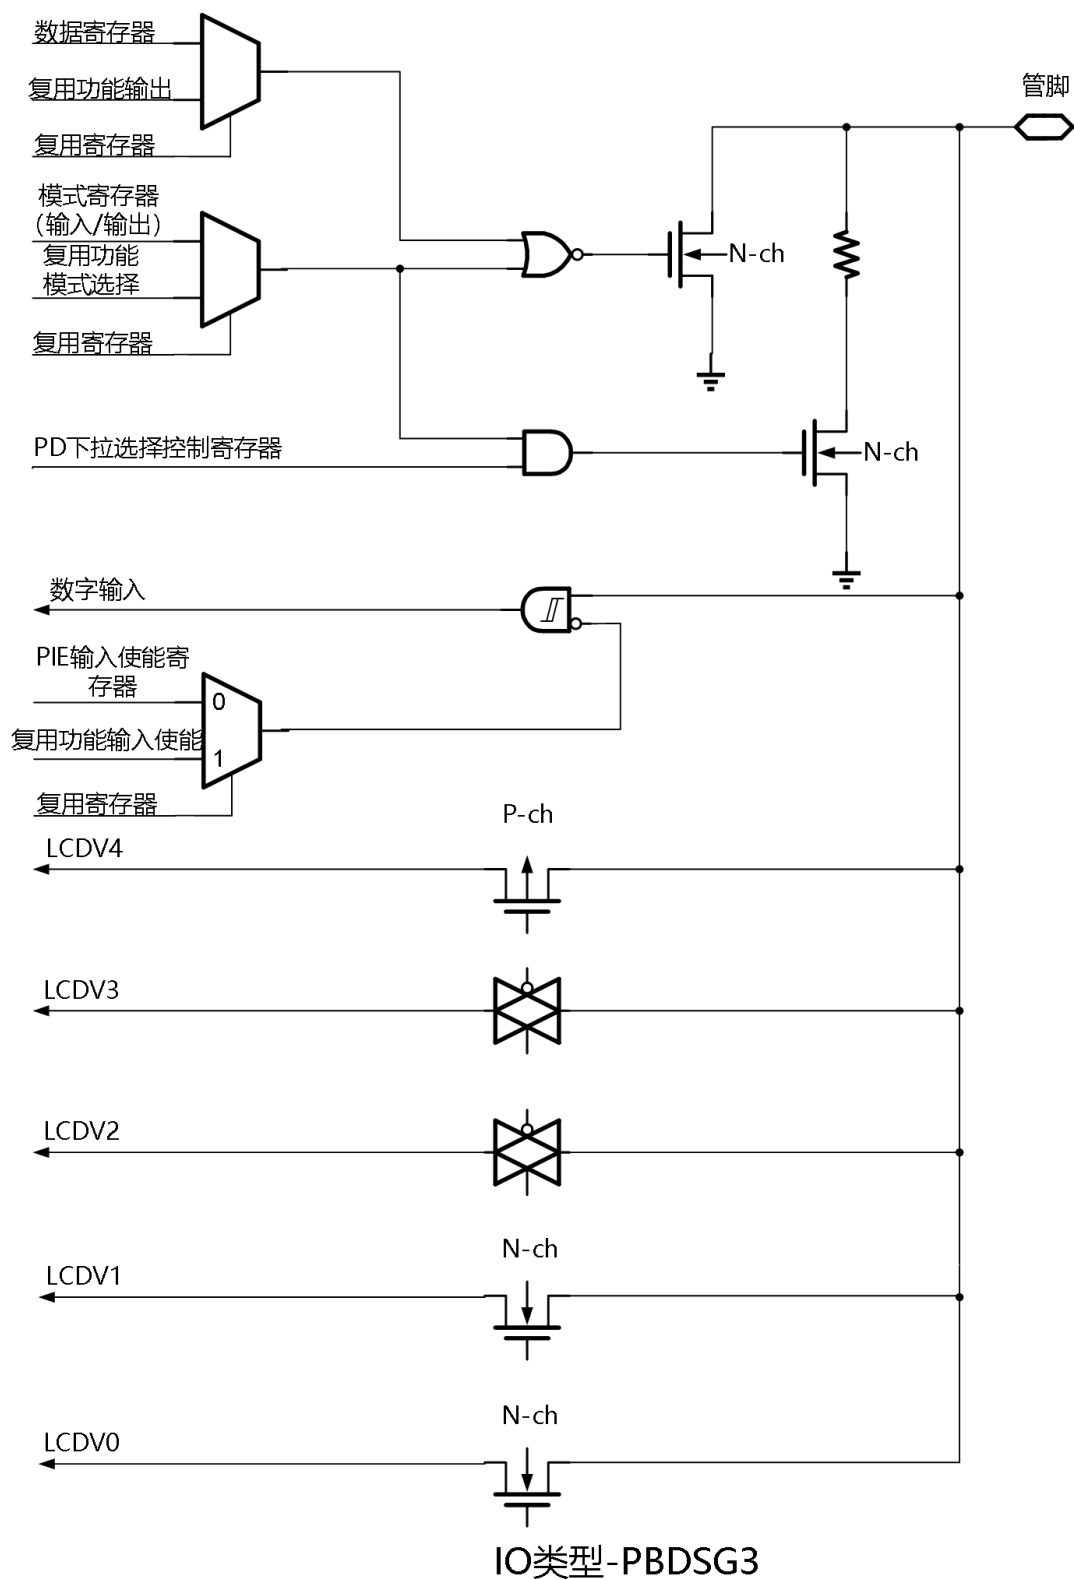 数据寄存器
管脚
复用功能输出
复用寄存器
模式寄存器
(输入/输出)
复用功能
模式选择
N-ch
复用寄存器
PD下拉选择控制寄存器
N-ch
数字输入
PIE输入使能寄
存器
0
复用功能输入使能
1
复用寄存器
P-ch
LCDV4
LCDV3
LCDV2
N-ch
LCDV1
N-ch
LCDV0
IO类型-PBDSG3